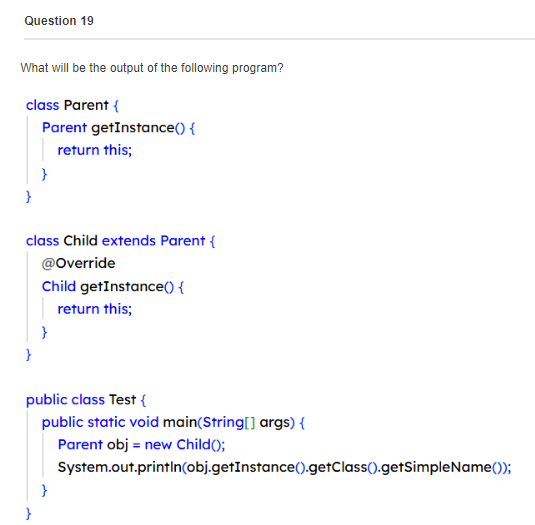 Question 19
What will be the output of the following program?
class Parent {
Parent getInstance() {
return this;
}
}
class Child extends Parent {
@Override
Child getInstance() {
return this;
}
}
public class Test {
public static void main(String[] args) {
Parent obj = new Child();
System.out.println(obj.getInstance().getClass().getSimpleName());
}
}